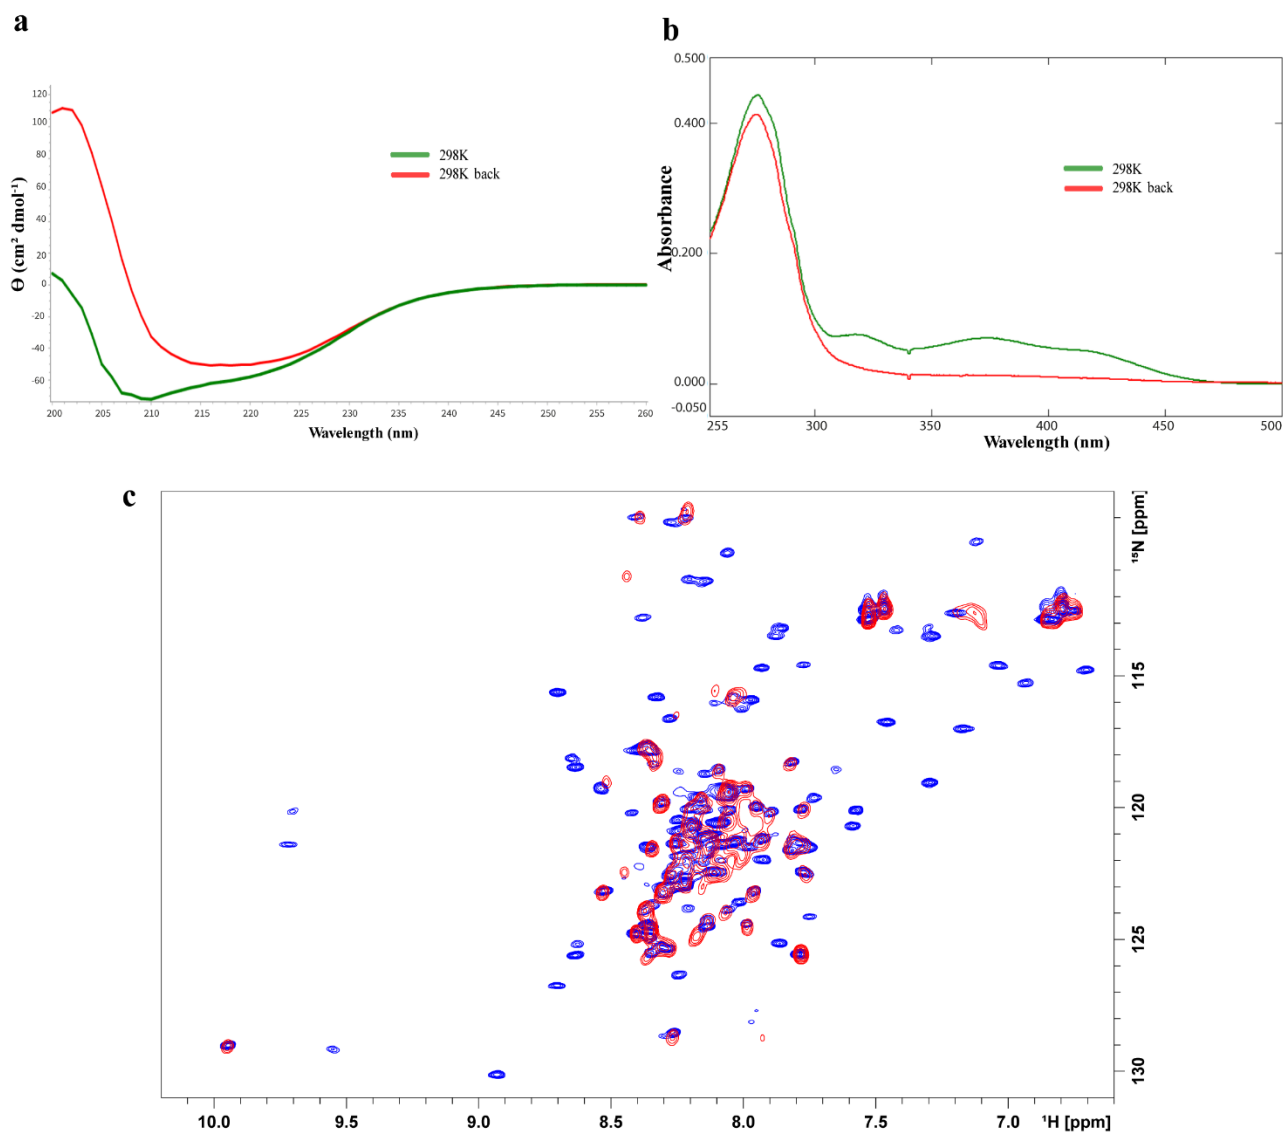 a
b
Θ (cm² dmol⁻¹)
120
100
80
60
40
20
0
-20
-40
-60
298K
298K back
200 205 210 215 220 225 230 235 240 245 250 255 260
Wavelength (nm)
Absorbance
0.500
0.400
0.200
0.000
-0.050
298K
298K back
255 300 350 400 450 500
Wavelength (nm)
c
¹⁵N [ppm]
115
120
125
130
10.0 9.5 9.0 8.5 8.0 7.5 7.0 ¹H [ppm]